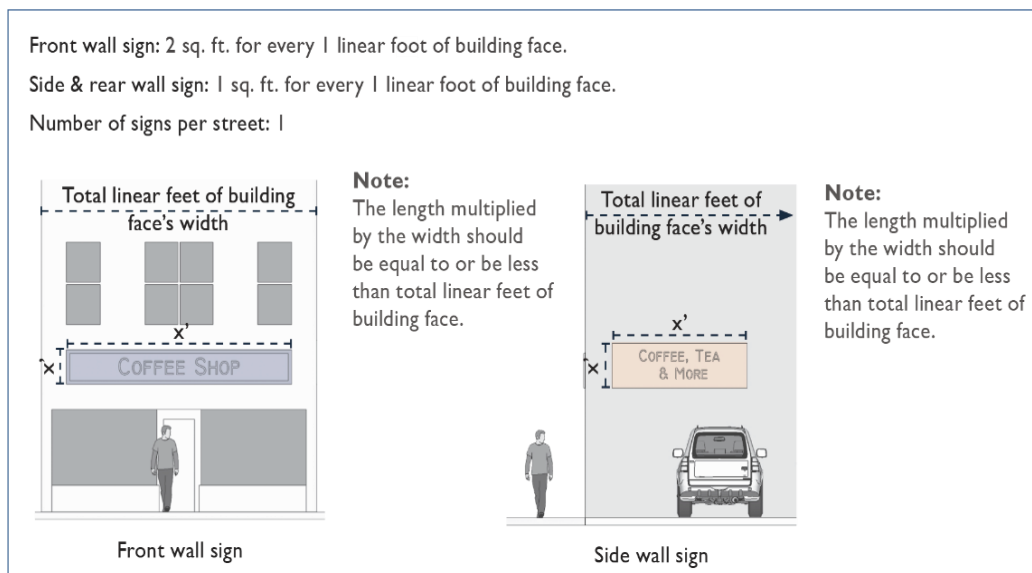 Front wall sign: 2 sq. ft. for every 1 linear foot of building face.
Side & rear wall sign: 1 sq. ft. for every 1 linear foot of building face.
Number of signs per street: 1
Total linear feet of building
face's width
x'
x'
COFFEE SHOP
Front wall sign
Note:
The length multiplied
by the width should
be equal to or be less
than total linear feet of
building face.
Total linear feet of
building face's width
x'
x'
COFFEE, TEA
& MORE
Side wall sign
Note:
The length multiplied
by the width should
be equal to or be less
than total linear feet of
building face.